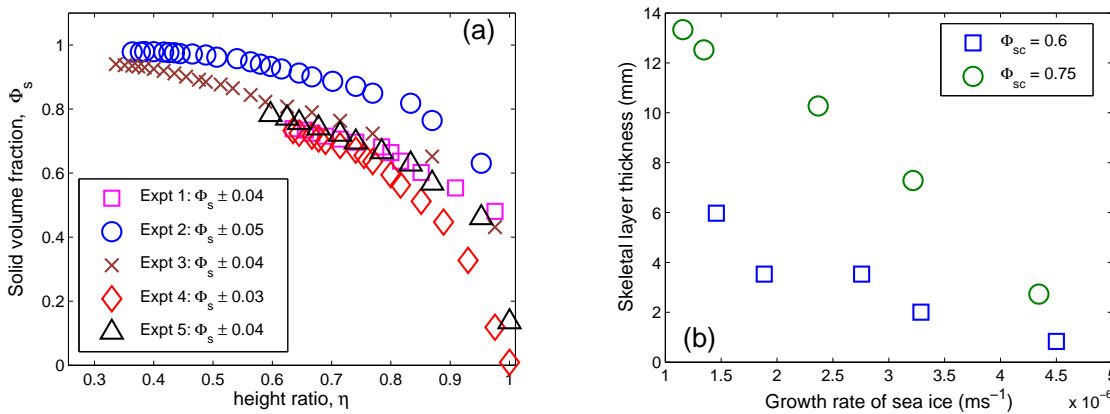 (a)
1
0.8
0.6
0.4
0.2
0
Solid volume fraction, Φₛ
Expt 1: Φₛ ± 0.04
Expt 2: Φₛ ± 0.05
Expt 3: Φₛ ± 0.04
Expt 4: Φₛ ± 0.03
Expt 5: Φₛ ± 0.04
0.3 0.4 0.5 0.6 0.7 0.8 0.9 1
height ratio, η
14
12
10
8
6
4
2
0
Skeletal layer thickness (mm)
Φsc = 0.6
Φsc = 0.75
(b)
1 1.5 2 2.5 3 3.5 4 4.5 5
Growth rate of sea ice (ms⁻¹)
x 10⁻⁶